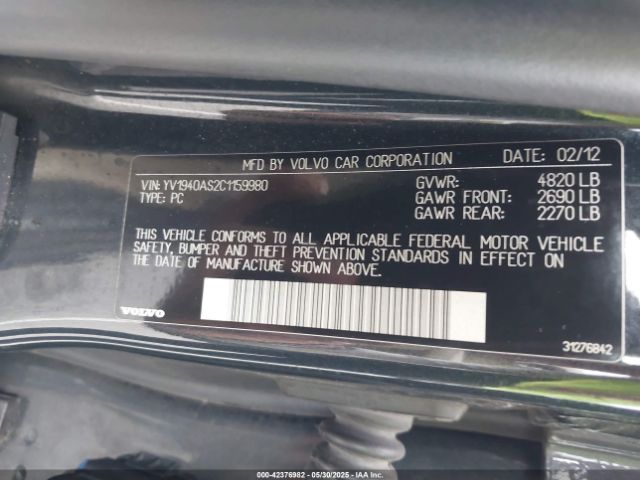 MFD BY VOLVO CAR CORPORATION DATE: 02/12
VIN: YV1940AS2C1159980 GVWR: 4820 LB
TYPE: PC GAWR FRONT: 2690 LB
GAWR REAR: 2270 LB
THIS VEHICLE CONFORMS TO ALL APPLICABLE FEDERAL MOTOR VEHICLE
SAFETY, BUMPER AND THEFT PREVENTION STANDARDS IN EFFECT ON
THE DATE OF MANUFACTURE SHOWN ABOVE.
VOLVO
31276842
00-42376982 - 05/30/2025 - © COPYRIGHT IAA, INC.